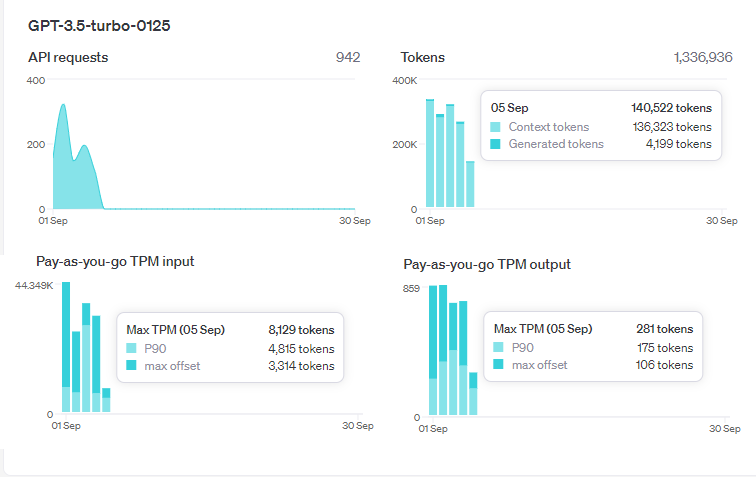 GPT-3.5-turbo-0125
API requests 942
400
200
0
01 Sep 30 Sep
Tokens 1,336,936
400K
200K
0
01 Sep 30 Sep
05 Sep 140,522 tokens
Context tokens 136,323 tokens
Generated tokens 4,199 tokens
Pay-as-you-go TPM input
44.349K
0
01 Sep 30 Sep
Max TPM (05 Sep) 8,129 tokens
P90 4,815 tokens
max offset 3,314 tokens
Pay-as-you-go TPM output
859
0
01 Sep 30 Sep
Max TPM (05 Sep) 281 tokens
P90 175 tokens
max offset 106 tokens